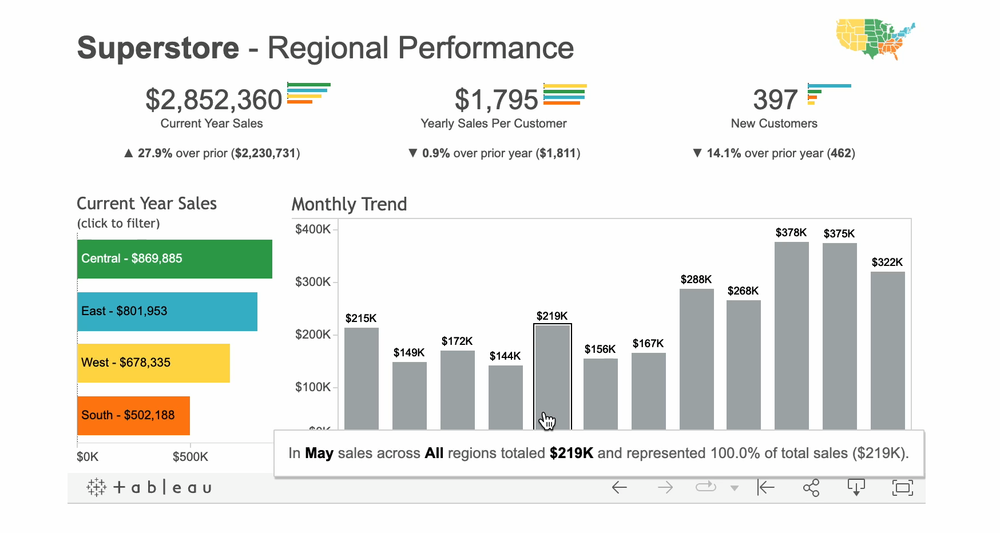 Superstore - Regional Performance
$2,852,360
Current Year Sales
▲ 27.9% over prior ($2,230,731)
$1,795
Yearly Sales Per Customer
▼ 0.9% over prior year ($1,811)
397
New Customers
▼ 14.1% over prior year (462)
Current Year Sales
(click to filter)
Central - $869,885
East - $801,953
West - $678,335
South - $502,188
$0K
$500K
Monthly Trend
$400K
$300K
$200K
$100K
$0K
$215K
$149K
$172K
$144K
$219K
$156K
$167K
$288K
$268K
$378K
$375K
$322K
In May sales across All regions totaled $219K and represented 100.0% of total sales ($219K).
+ableau